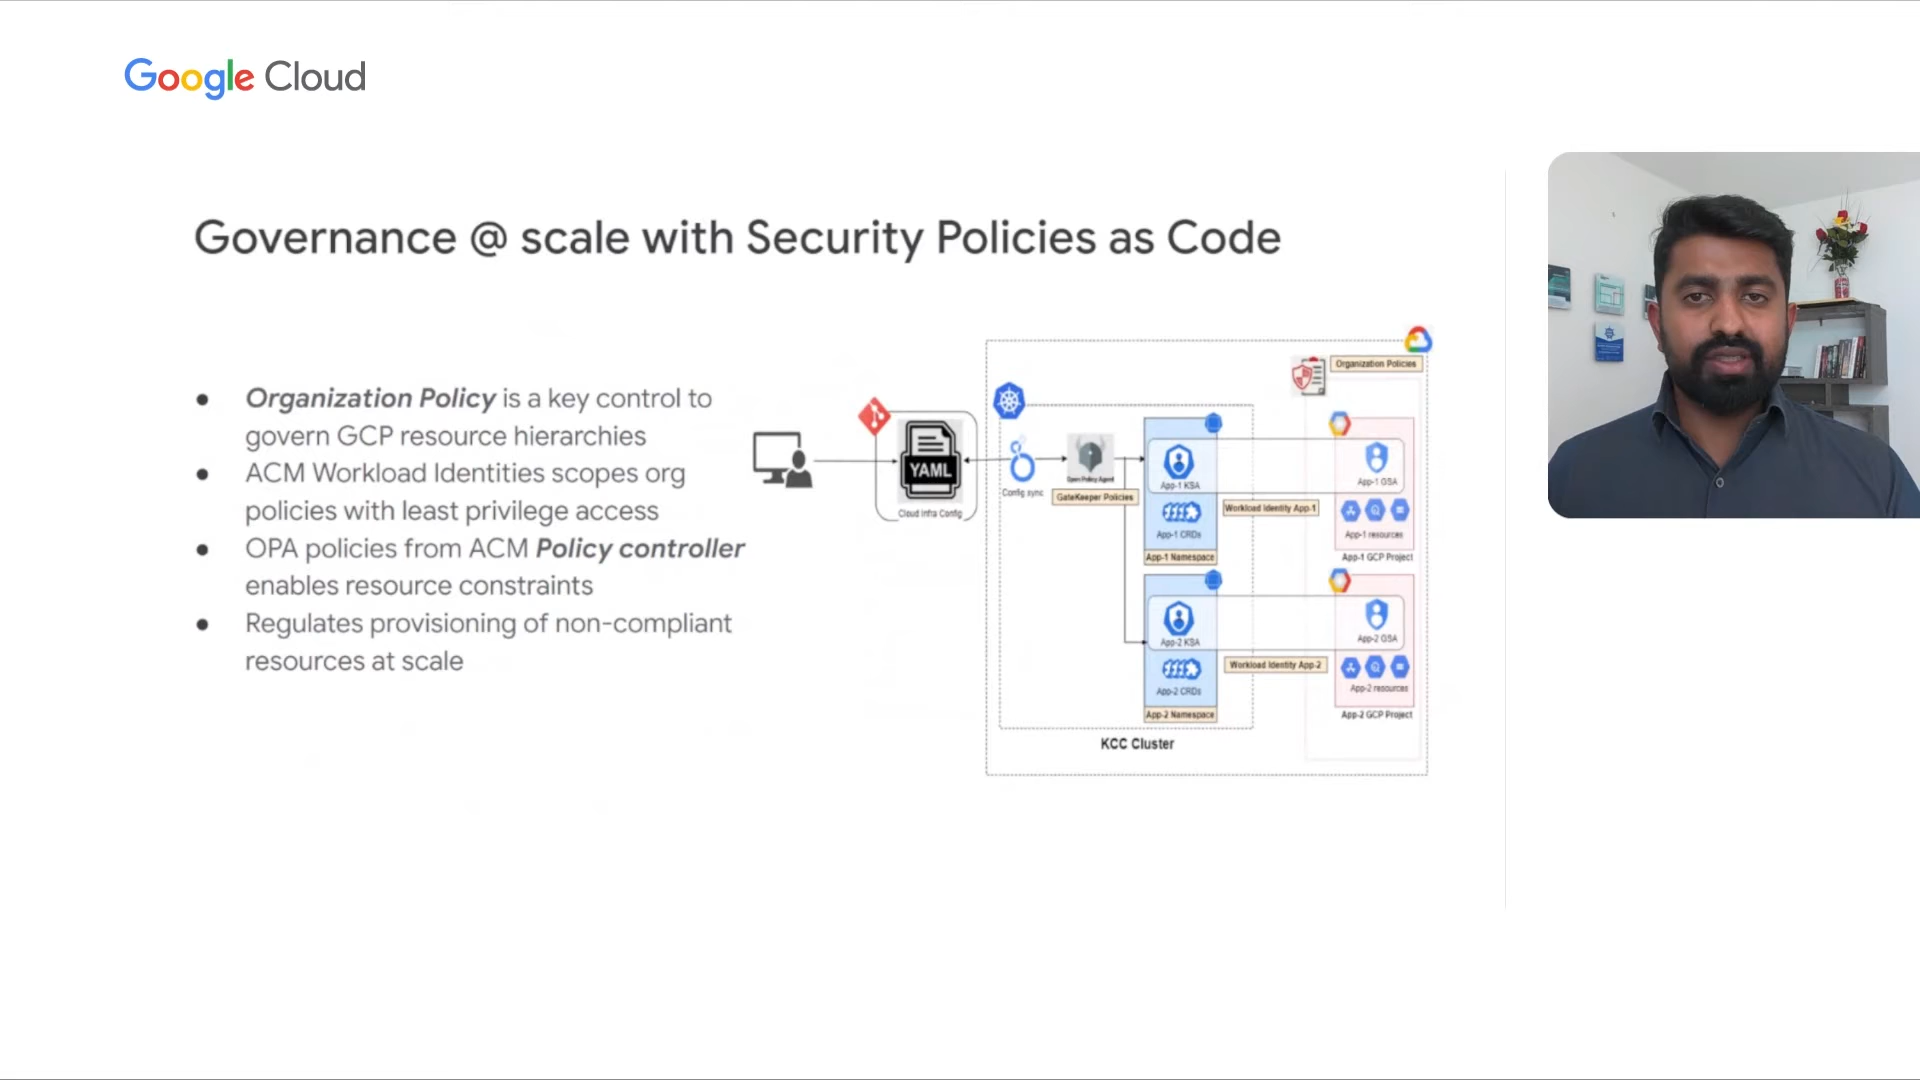 Google Cloud
Governance @ scale with Security Policies as Code
Organization Policy is a key control to
govern GCP resource hierarchies
ACM Workload Identities scopes org
policies with least privilege access
OPA policies from ACM Policy controller
enables resource constraints
Regulates provisioning of non-compliant
resources at scale
YAML
Cloud Infra Config
Config sync
Open Policy Agent
GateKeeper Policies
Organization Policies
App-1 KSA
App-1 CRDs
App-1 Namespace
Workload Identity App-1
App-1 GSA
App-1 resources
App-1 GCP Project
App-2 KSA
App-2 CRDs
App-2 Namespace
Workload Identity App-2
App-2 GSA
App-2 resources
App-2 GCP Project
KCC Cluster